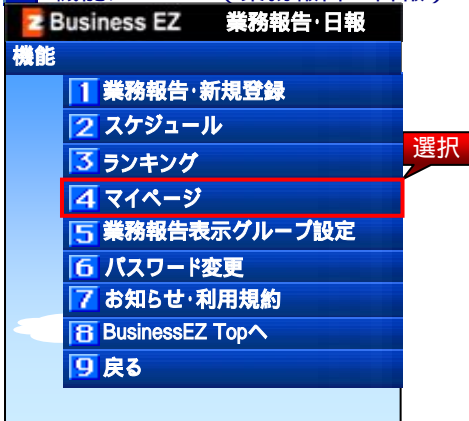 Business EZ 業務報告・日報
機能
1 業務報告・新規登録
2 スケジュール
3 ランキング
選択
4 マイページ
5 業務報告表示グループ設定
6 パスワード変更
7 お知らせ・利用規約
8 BusinessEZ Topへ
9 戻る